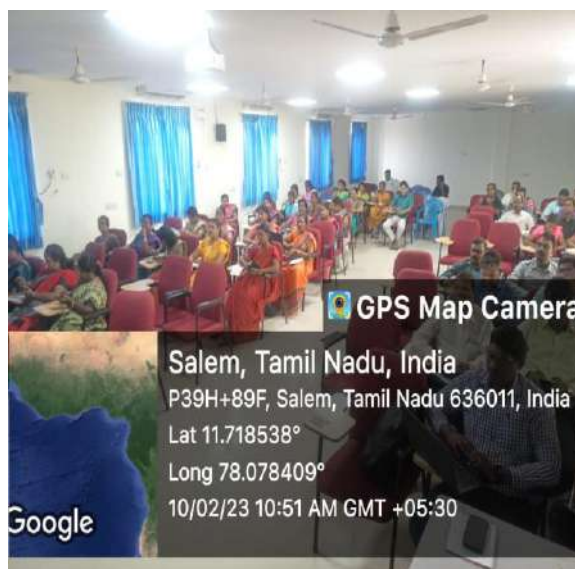 GPS Map Camera
Salem, Tamil Nadu, India
P39H+89F, Salem, Tamil Nadu 636011, India
Lat 11.718538°
Long 78.078409°
10/02/23 10:51 AM GMT +05:30
Google